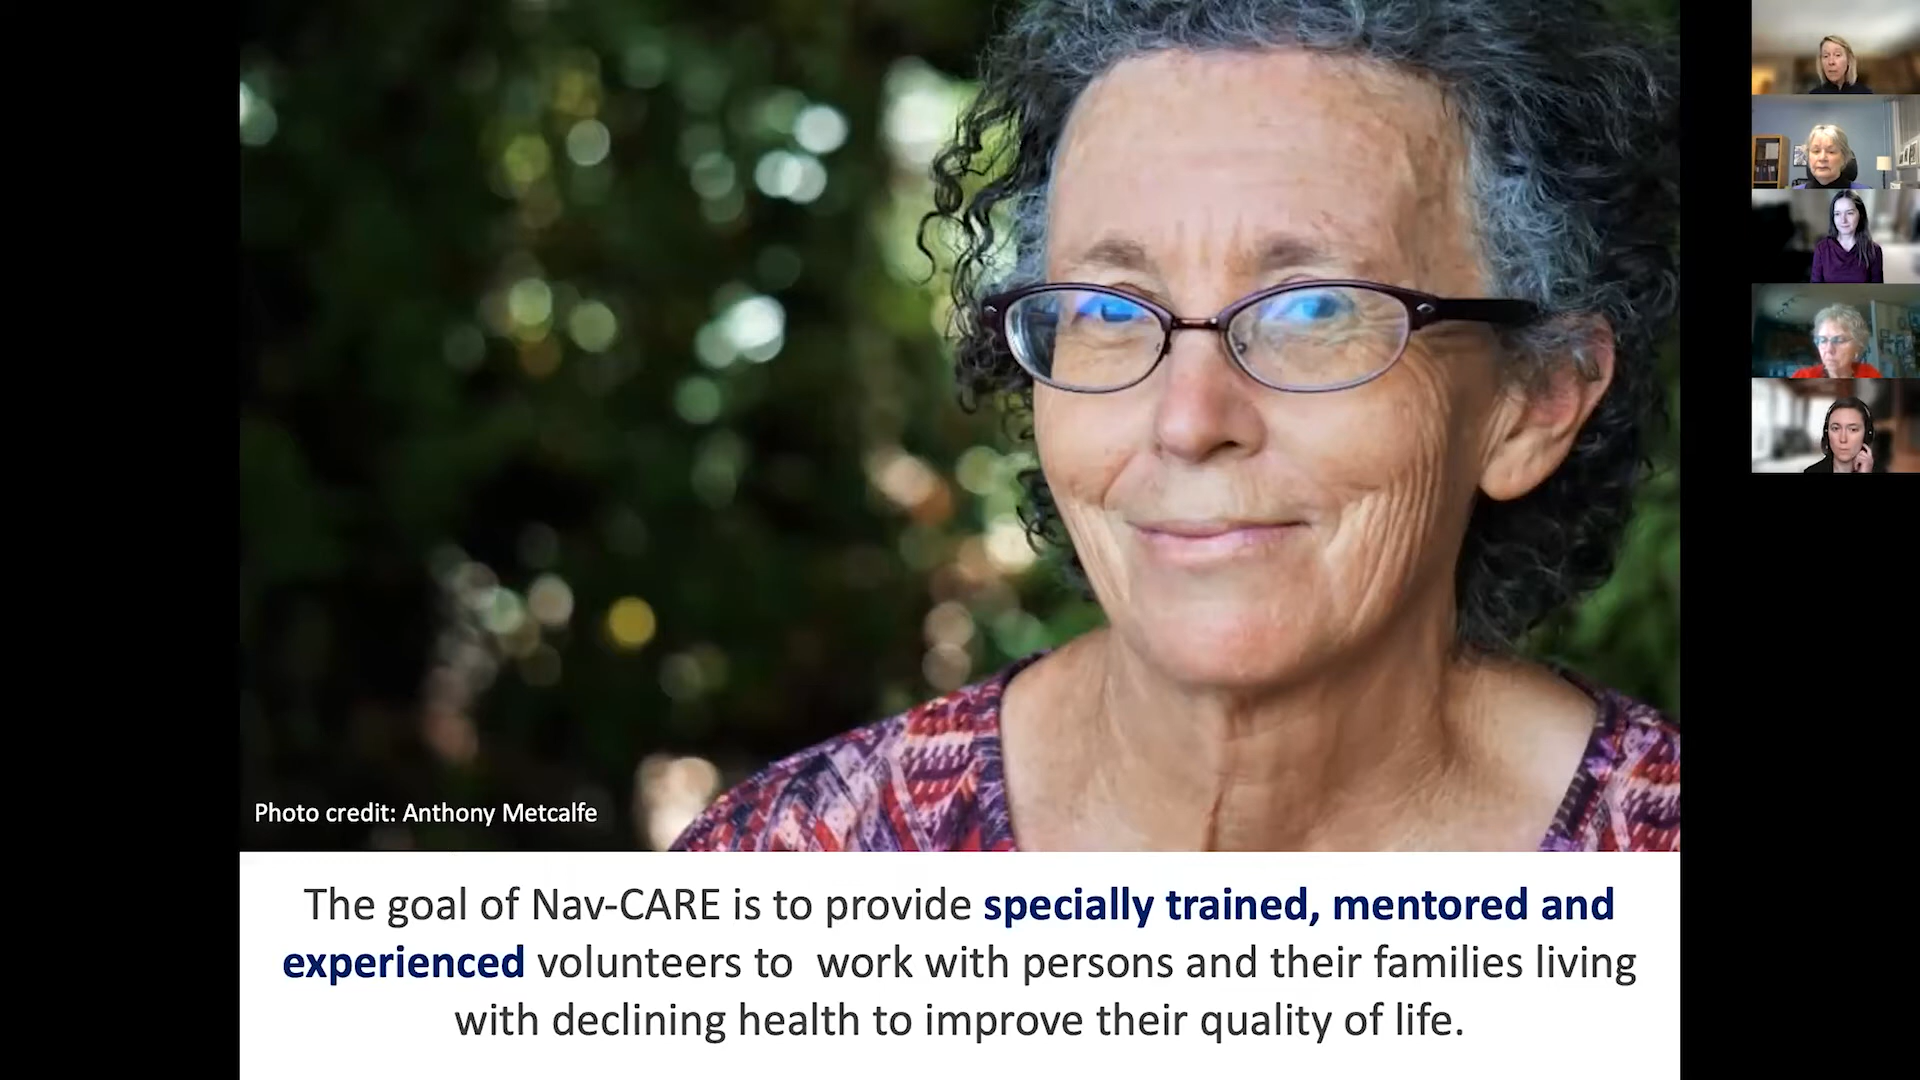 Photo credit: Anthony Metcalfe
The goal of Nav-CARE is to provide specially trained, mentored and
experienced volunteers to  work with persons and their families living
with declining health to improve their quality of life.